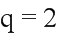 q = 2